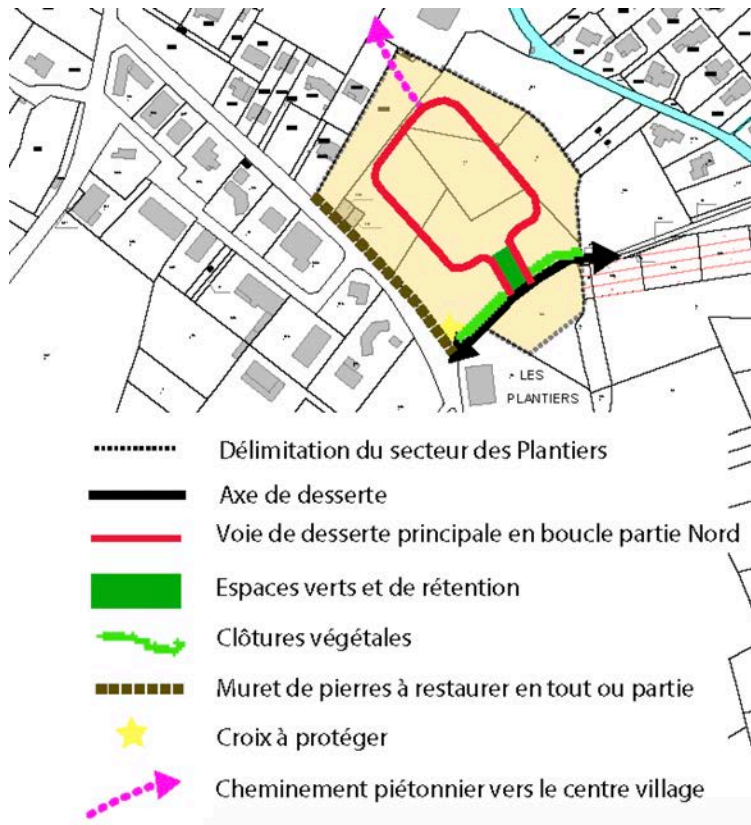 LES
PLANTIERS
Délimitation du secteur des Plantiers
Axe de desserte
Voie de desserte principale en boucle partie Nord
Espaces verts et de rétention
Clôtures végétales
Muret de pierres à restaurer en tout ou partie
Croix à protéger
Cheminement piétonnier vers le centre village